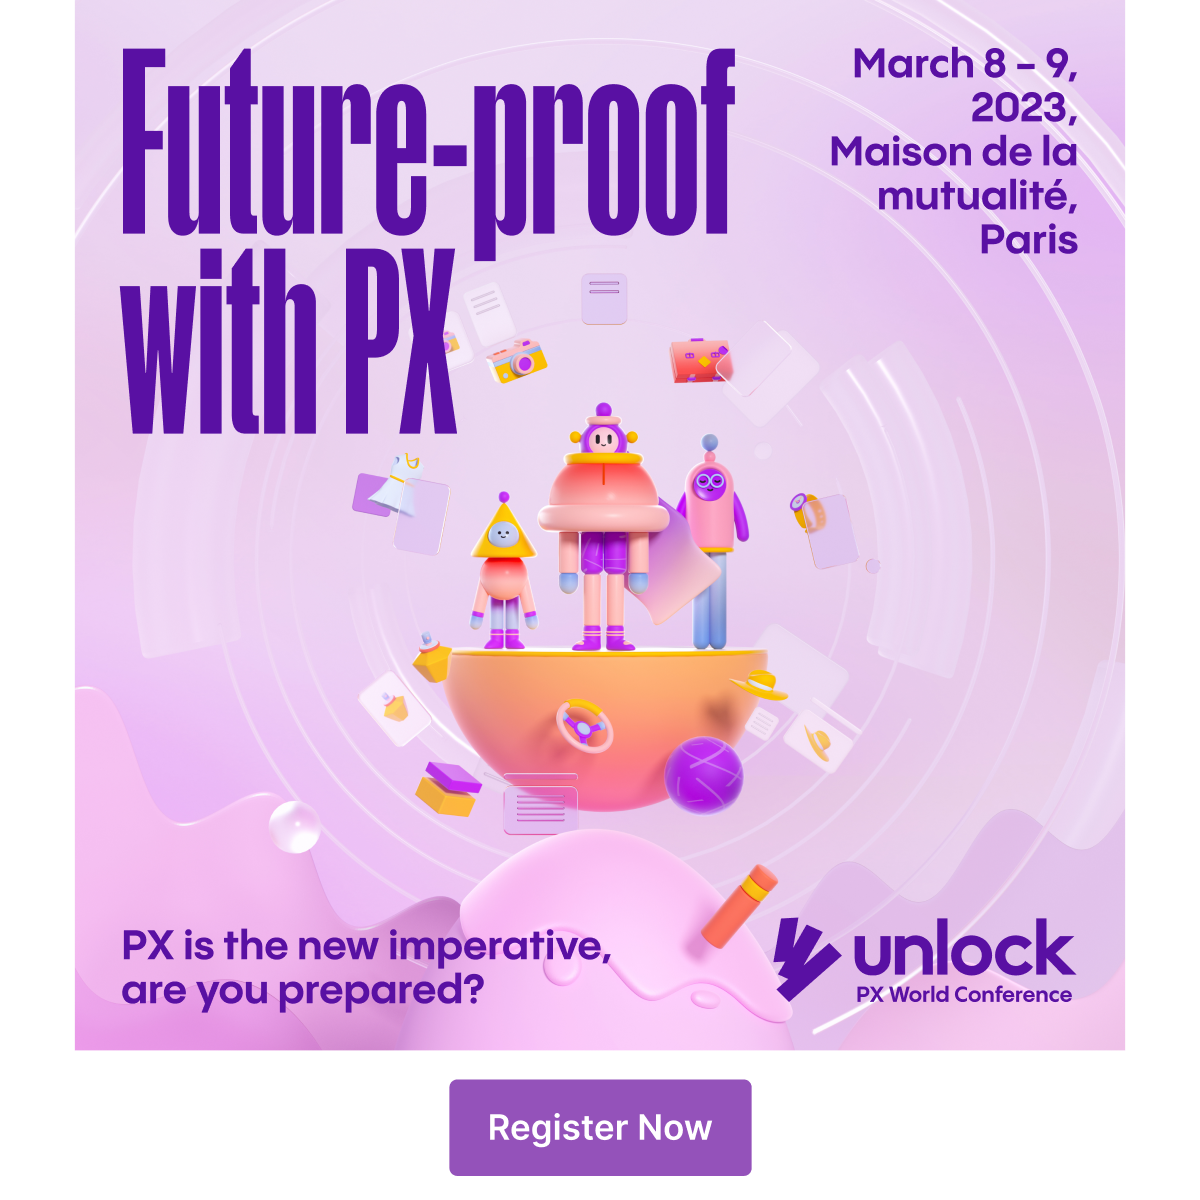 Future-proof
with PX
March 8 – 9,
2023,
Maison de la
mutualité,
Paris
PX is the new imperative,
are you prepared?
unlock
PX World Conference
Register Now